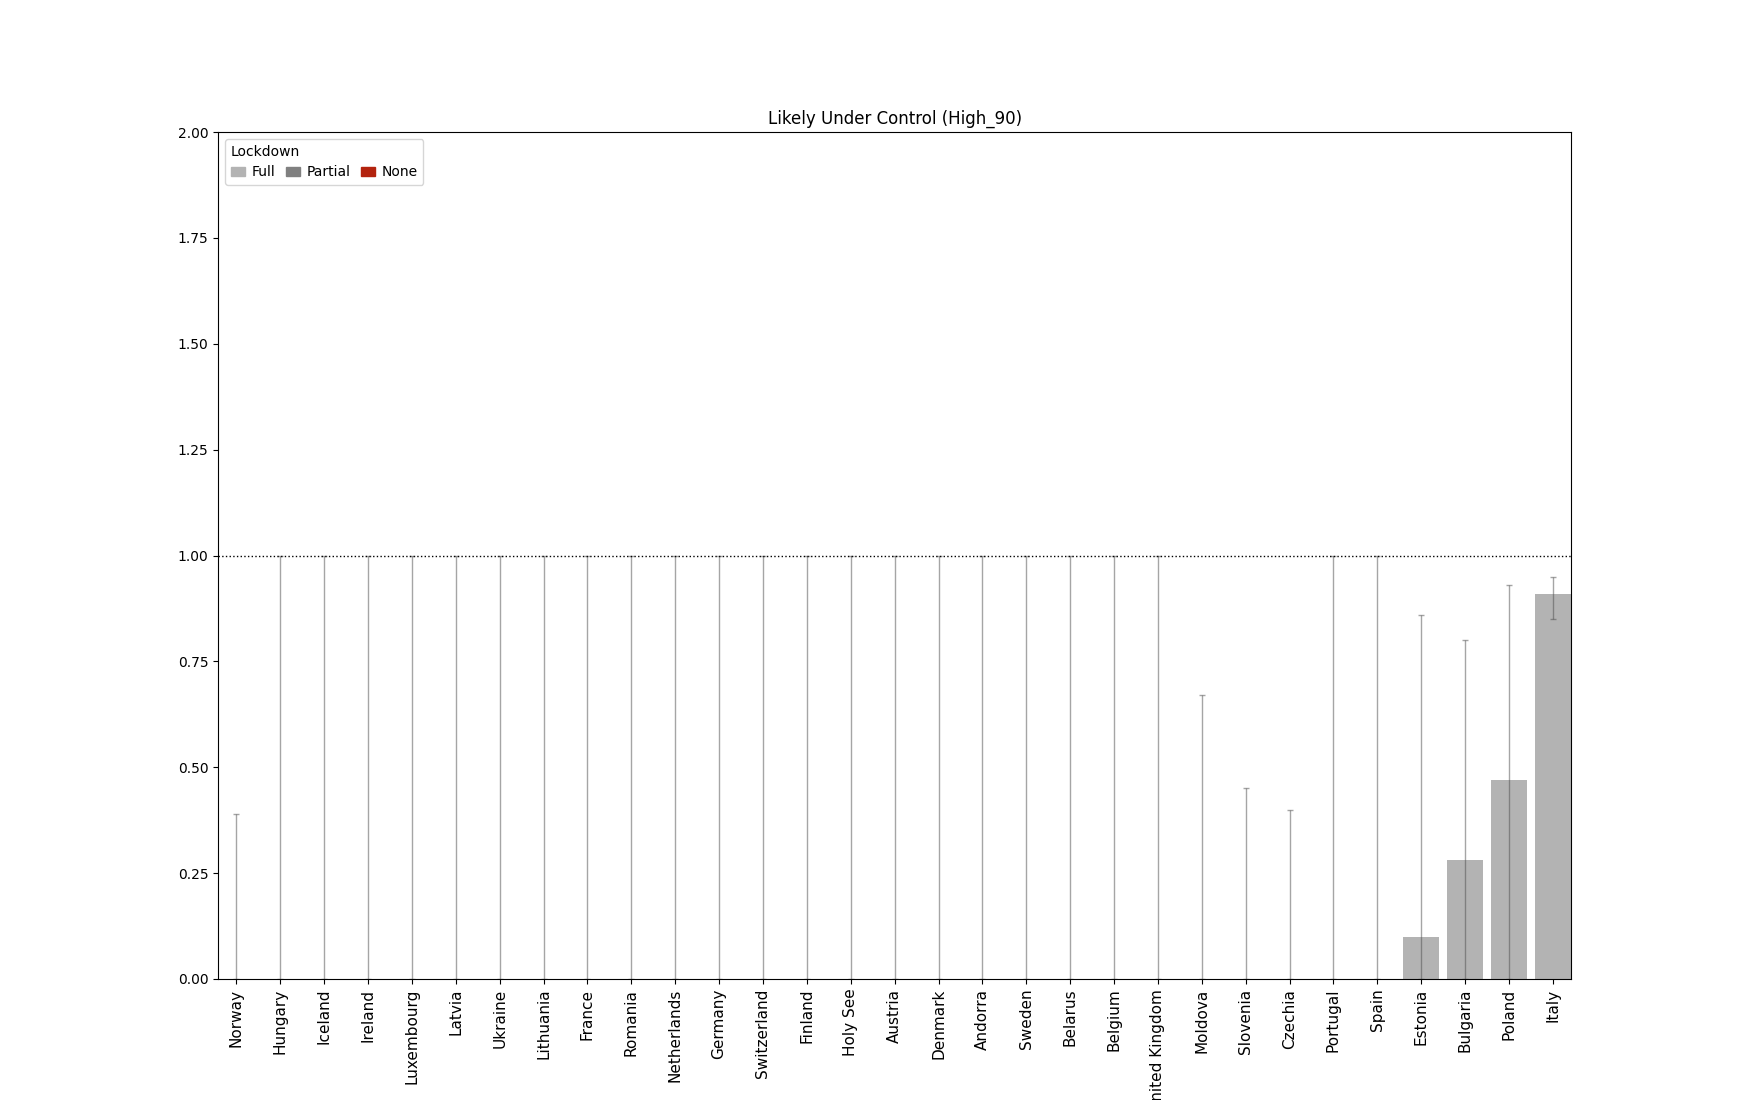 Likely Under Control (High_90)
2.00
Lockdown
Full Partial None
1.75
1.50
1.25
1.00
0.75
0.50
0.25
0.00
Norway
Hungary
Iceland
Ireland
Luxembourg
Latvia
Ukraine
Lithuania
France
Romania
Netherlands
Germany
Switzerland
Finland
Holy See
Austria
Denmark
Andorra
Sweden
Belarus
Belgium
nited Kingdom
Moldova
Slovenia
Czechia
Portugal
Spain
Estonia
Bulgaria
Poland
Italy